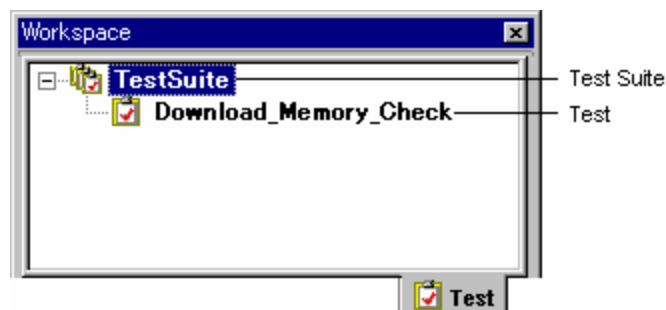 Workspace
TestSuite
Test Suite
Download_Memory_Check
Test
Test